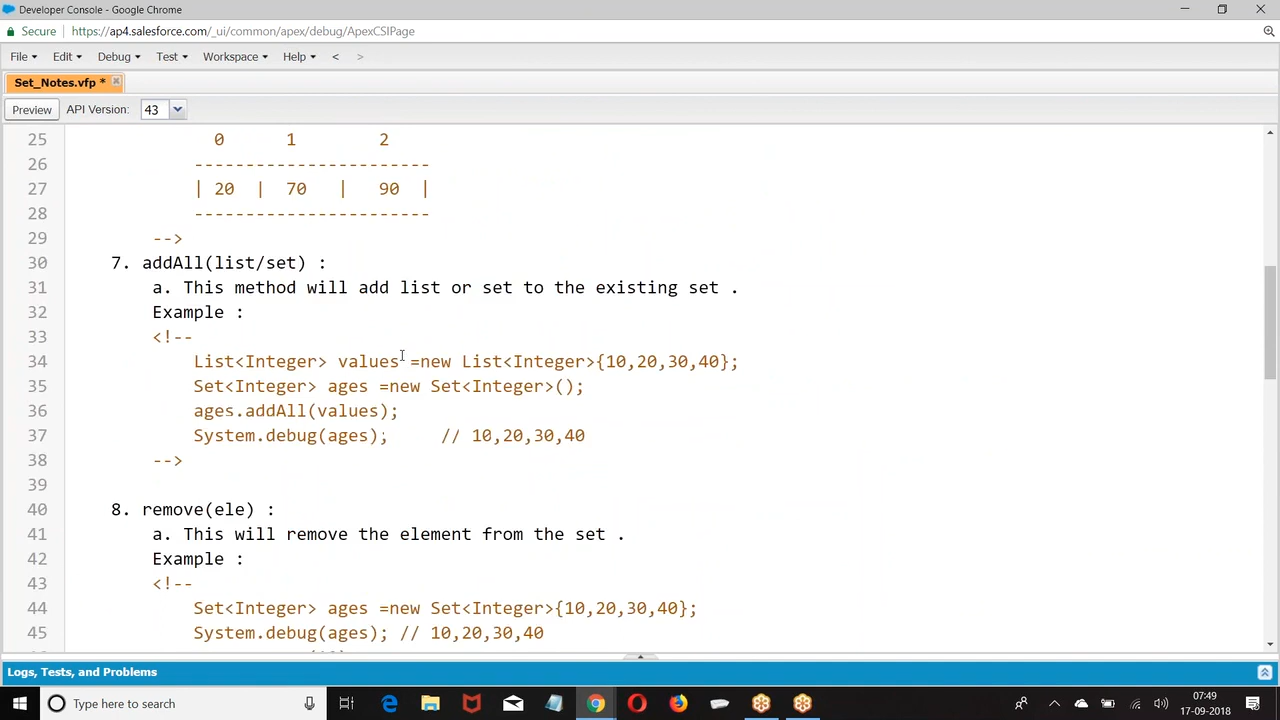 Developer Console - Google Chrome
Secure https://ap4.salesforce.com/_ui/common/apex/debug/ApexCSIPage
File Edit Debug Test Workspace Help < >
Set_Notes.vfp *
Preview API Version: 43
25 0 1 2
26 -----------------------
27 | 20 | 70 | 90 |
28 -----------------------
29 -->
30 7. addAll(list/set) :
31 a. This method will add list or set to the existing set .
32 Example :
33 <!--
34 List<Integer> values =new List<Integer>{10,20,30,40};
35 Set<Integer> ages =new Set<Integer>();
36 ages.addAll(values);
37 System.debug(ages); // 10,20,30,40
38 -->
39
40 8. remove(ele) :
41 a. This will remove the element from the set .
42 Example :
43 <!--
44 Set<Integer> ages =new Set<Integer>{10,20,30,40};
45 System.debug(ages); // 10,20,30,40
Logs, Tests, and Problems
Type here to search
07:49
17-09-2018